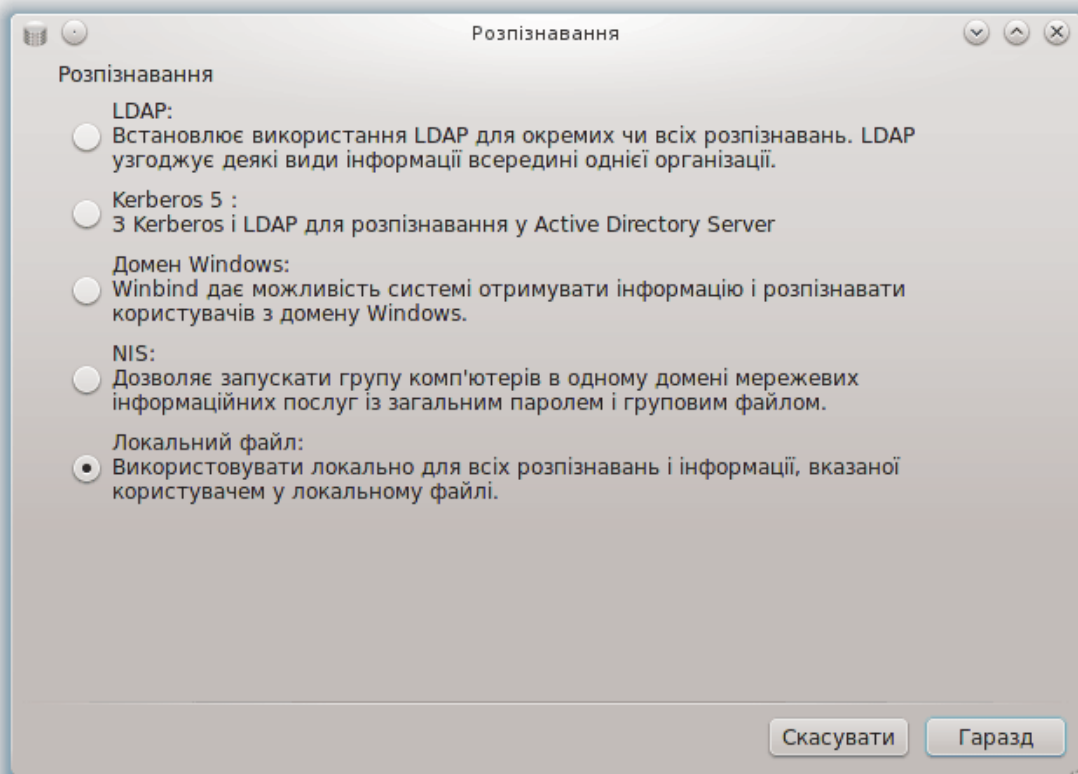 Розпізнавання
Розпізнавання
LDAP:
Встановлює використання LDAP для окремих чи всіх розпізнавань. LDAP
узгоджує деякі види інформації всередині однієї організації.
Kerberos 5 :
З Kerberos і LDAP для розпізнавання у Active Directory Server
Домен Windows:
Winbind дає можливість системі отримувати інформацію і розпізнавати
користувачів з домену Windows.
NIS:
Дозволяє запускати групу комп'ютерів в одному домені мережевих
інформаційних послуг із загальним паролем і груповим файлом.
Локальний файл:
Використовувати локально для всіх розпізнавань і інформації, вказаної
користувачем у локальному файлі.
Скасувати Гаразд